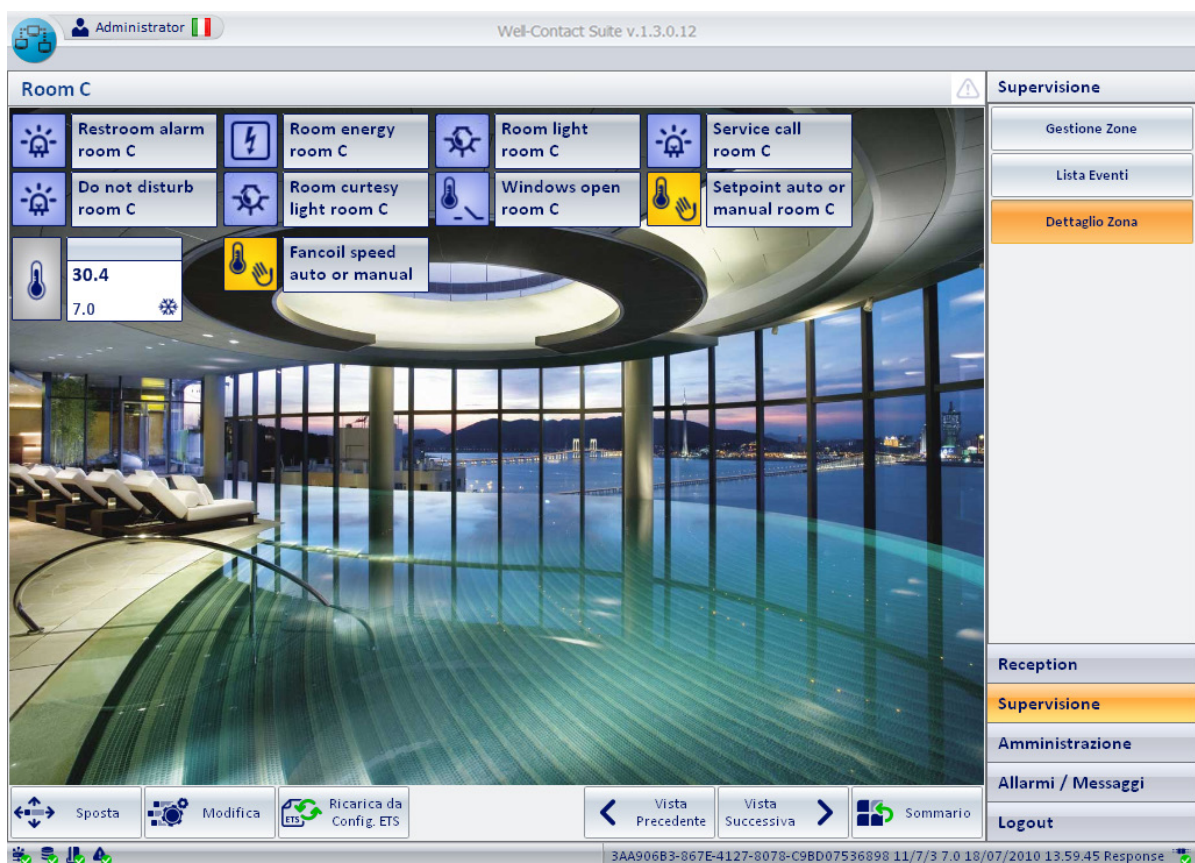 Administrator
Well-Contact Suite v.1.3.0.12
Room C
Supervisione
Restroom alarm
room C
Room energy
room C
Room light
room C
Service call
room C
Do not disturb
room C
Room curtesy
light room C
Windows open
room C
Setpoint auto or
manual room C
30.4
7.0
Fancoil speed
auto or manual
Gestione Zone
Lista Eventi
Dettaglio Zona
Reception
Supervisione
Amministrazione
Allarmi / Messaggi
Logout
Sposta
Modifica
ETS
Ricarica da
Config. ETS
Vista
Precedente
Vista
Successiva
Sommario
3AA906B3-867E-4127-8078-C9BD07536898 11/7/3 7.0 18/07/2010 13.59.45 Response